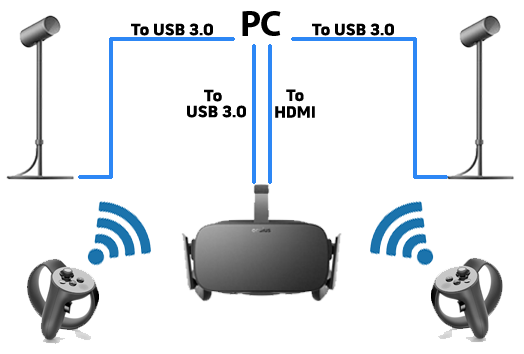 To USB 3.0
PC
To USB 3.0
To
USB 3.0
To
HDMI